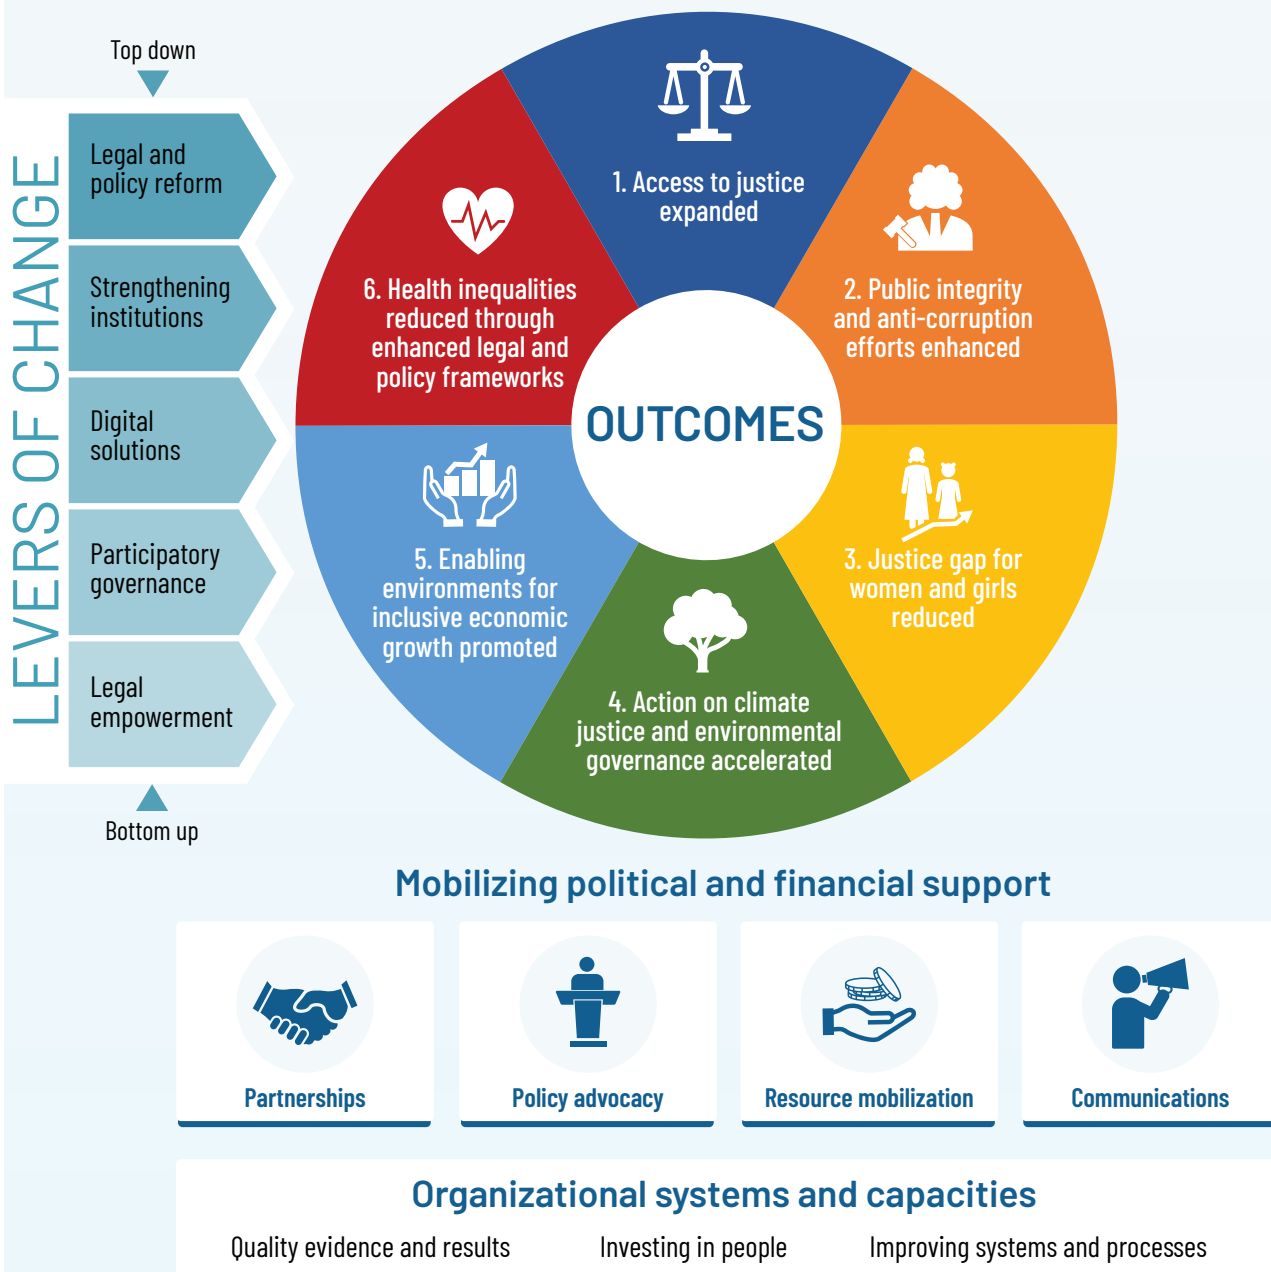 Top down
LEVERS OF CHANGE
Legal and
policy reform
Strengthening
institutions
Digital
solutions
Participatory
governance
Legal
empowerment
Bottom up
OUTCOMES
1. Access to justice
expanded
2. Public integrity
and anti-corruption
efforts enhanced
3. Justice gap for
women and girls
reduced
4. Action on climate
justice and environmental
governance accelerated
5. Enabling
environments for
inclusive economic
growth promoted
6. Health inequalities
reduced through
enhanced legal and
policy frameworks
Mobilizing political and financial support
Partnerships
Policy advocacy
Resource mobilization
Communications
Organizational systems and capacities
Quality evidence and results
Investing in people
Improving systems and processes